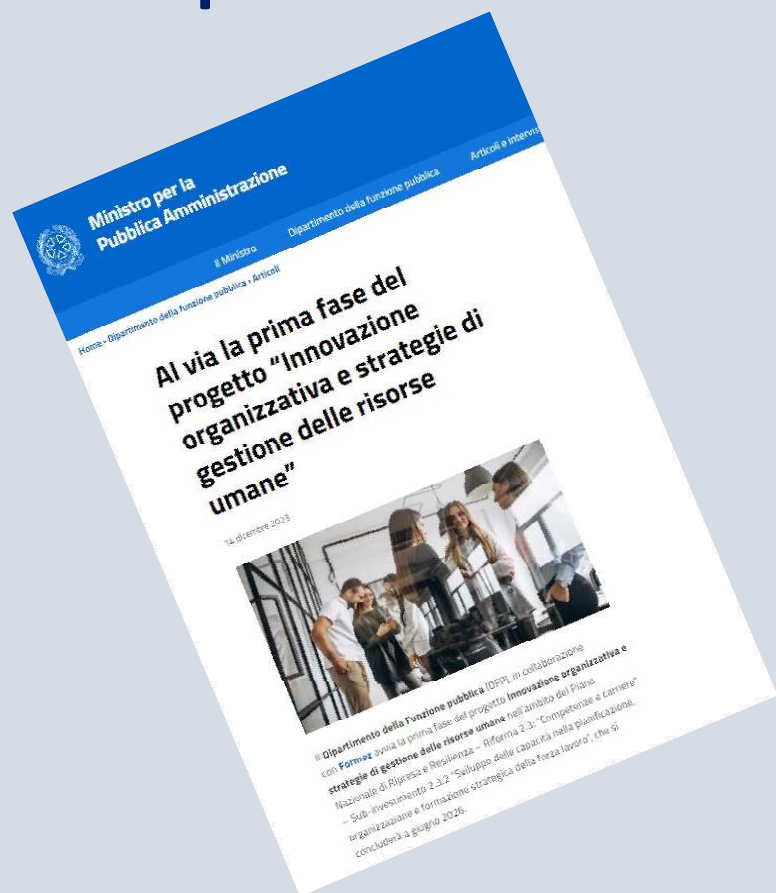 Ministro per la
Pubblica Amministrazione
Il Ministro
Dipartimento della funzione pubblica
Articoli e intervis
Home › Dipartimento della funzione pubblica › Articoli
Al via la prima fase del
progetto “Innovazione
organizzativa e strategie di
gestione delle risorse
umane”
14 dicembre 2023
Il Dipartimento della Funzione pubblica (DFP), in collaborazione
con Formez avvia la prima fase del progetto Innovazione organizzativa e
strategie di gestione delle risorse umane nell'ambito del Piano
Nazionale di Ripresa e Resilienza – Riforma 2.3: "Competenze e carriere"
– Sub-investimento 2.3.2 "Sviluppo delle capacità nella pianificazione,
organizzazione e formazione strategica della forza lavoro", che si
concluderà a giugno 2026.